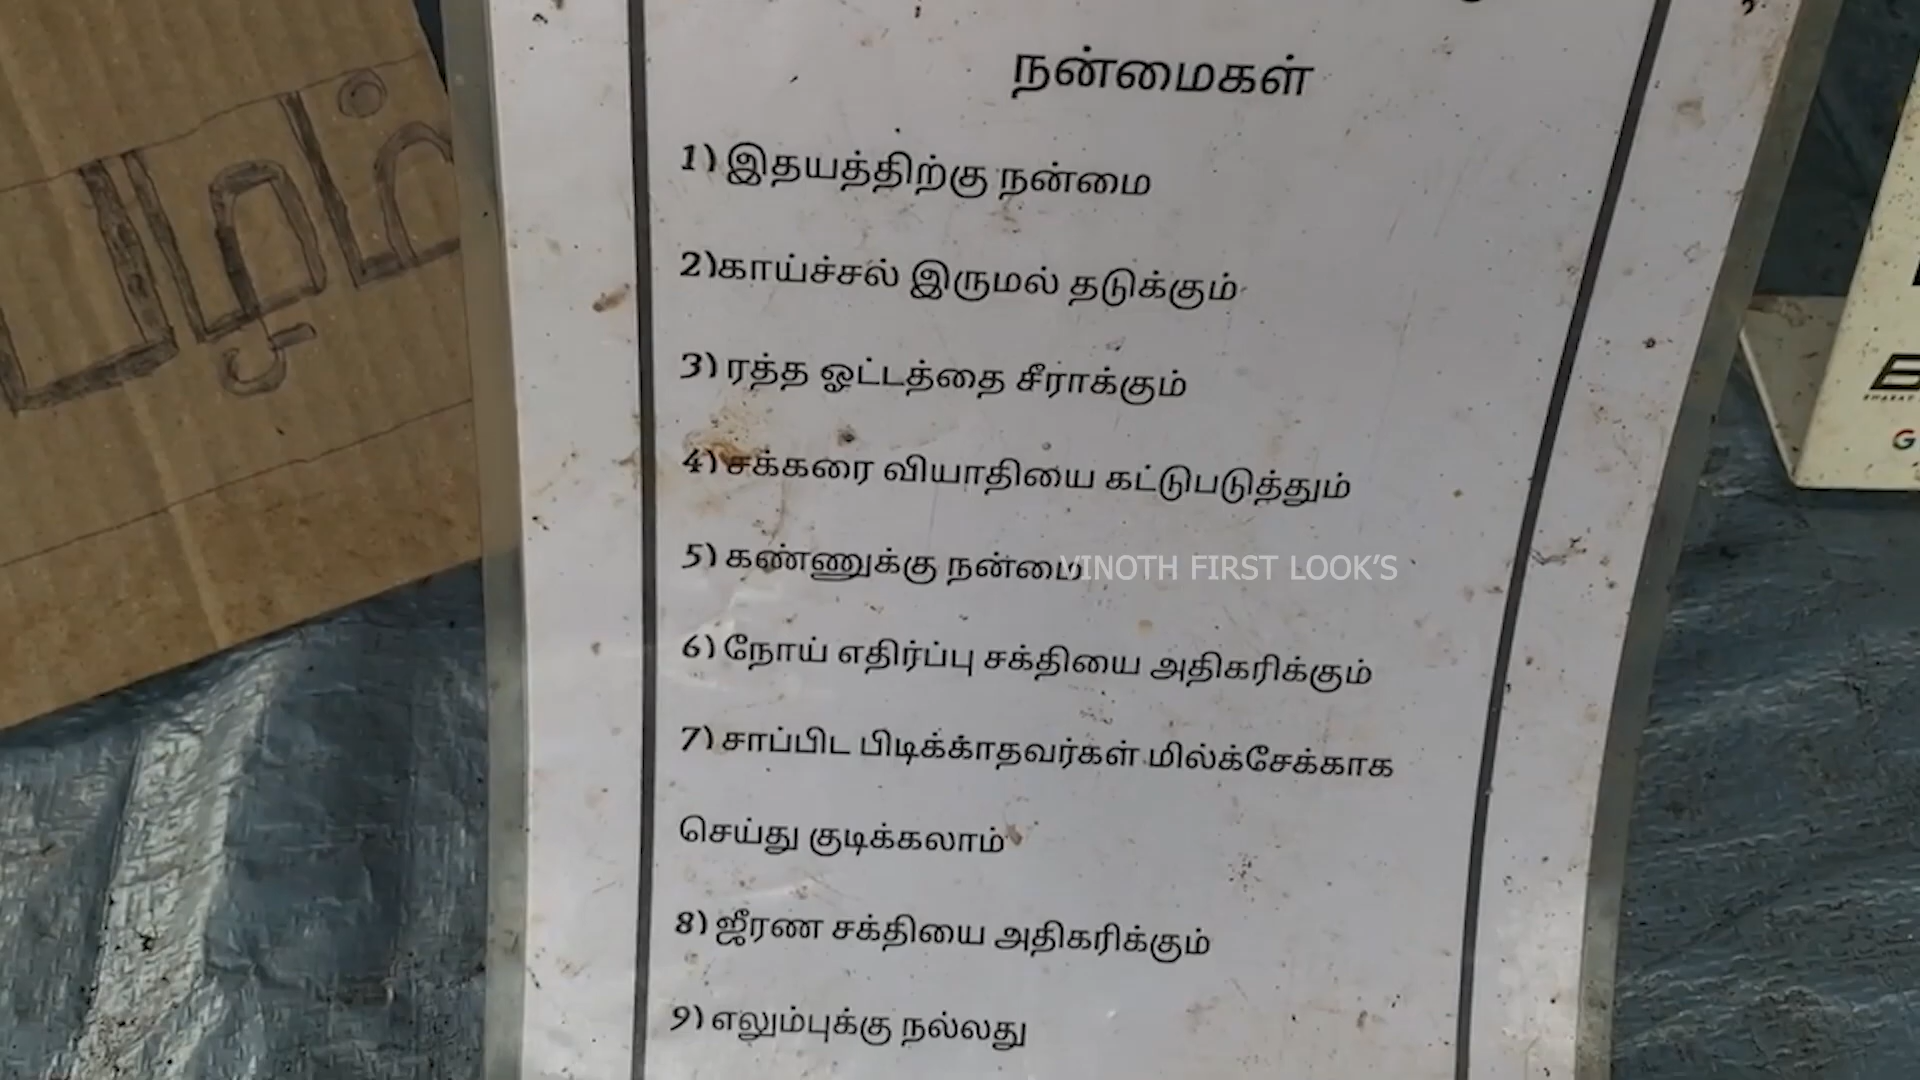 பழம்
நன்மைகள்
1) இதயத்திற்கு நன்மை
2)காய்ச்சல் இருமல் தடுக்கும்
3) ரத்த ஓட்டத்தை சீராக்கும்
4) சக்கரை வியாதியை கட்டுபடுத்தும்
5) கண்ணுக்கு நன்மை
VINOTH FIRST LOOK'S
6) நோய் எதிர்ப்பு சக்தியை அதிகரிக்கும்
7) சாப்பிட பிடிக்காதவர்கள் மில்க்சேக்காக
செய்து குடிக்கலாம்
8) ஜீரண சக்தியை அதிகரிக்கும்
9) எலும்புக்கு நல்லது